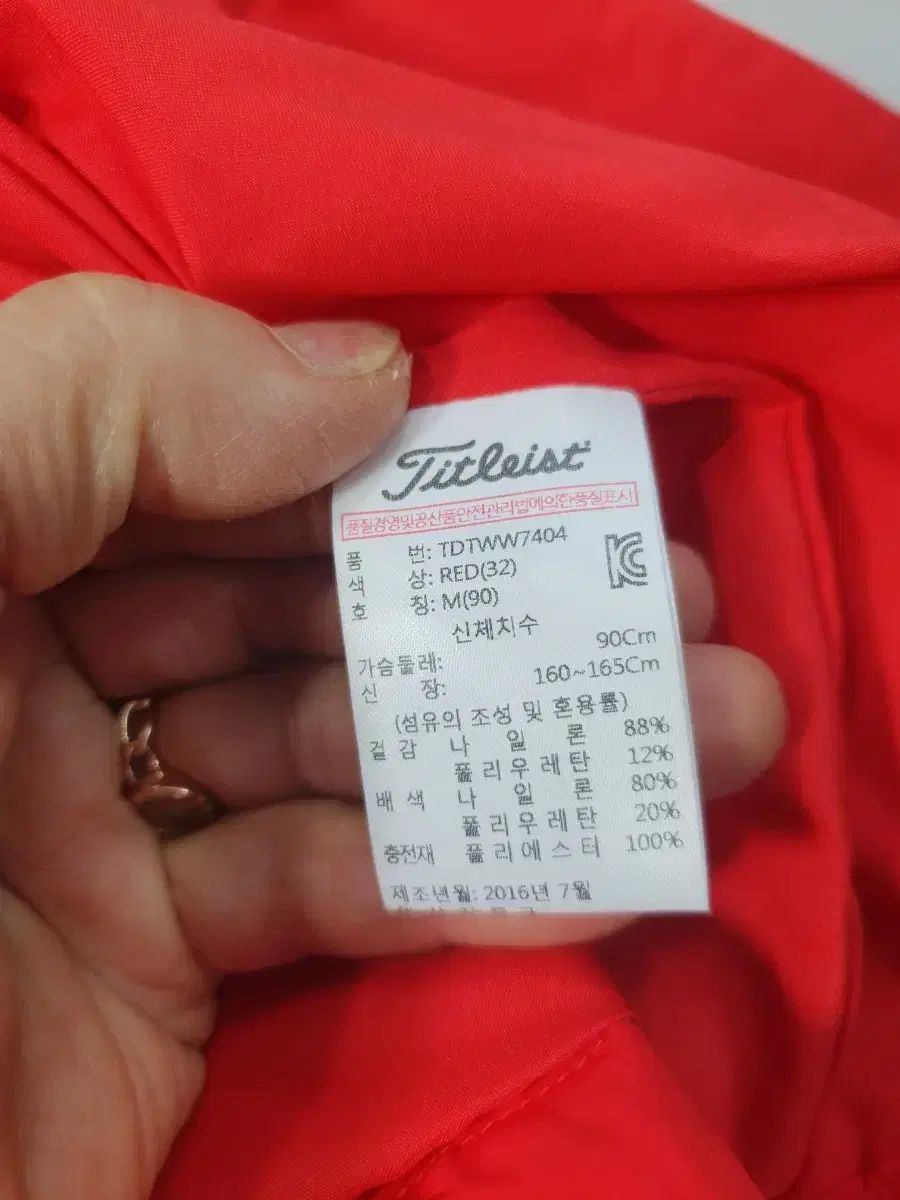 Titleist
품질경영및공산품안전관리법에의한품질표시
품 번: TDTWW7404
색 상: RED(32)
호 칭: M(90)
신체치수
가슴둘레: 90Cm
신 장: 160~165Cm
(섬유의 조성 및 혼용률)
겉 감 나 일 론 88%
폴 리 우 레 탄 12%
배 색 나 일 론 80%
폴 리 우 레 탄 20%
충전재 폴 리 에 스 터 100%
제조년월: 2016년 7월